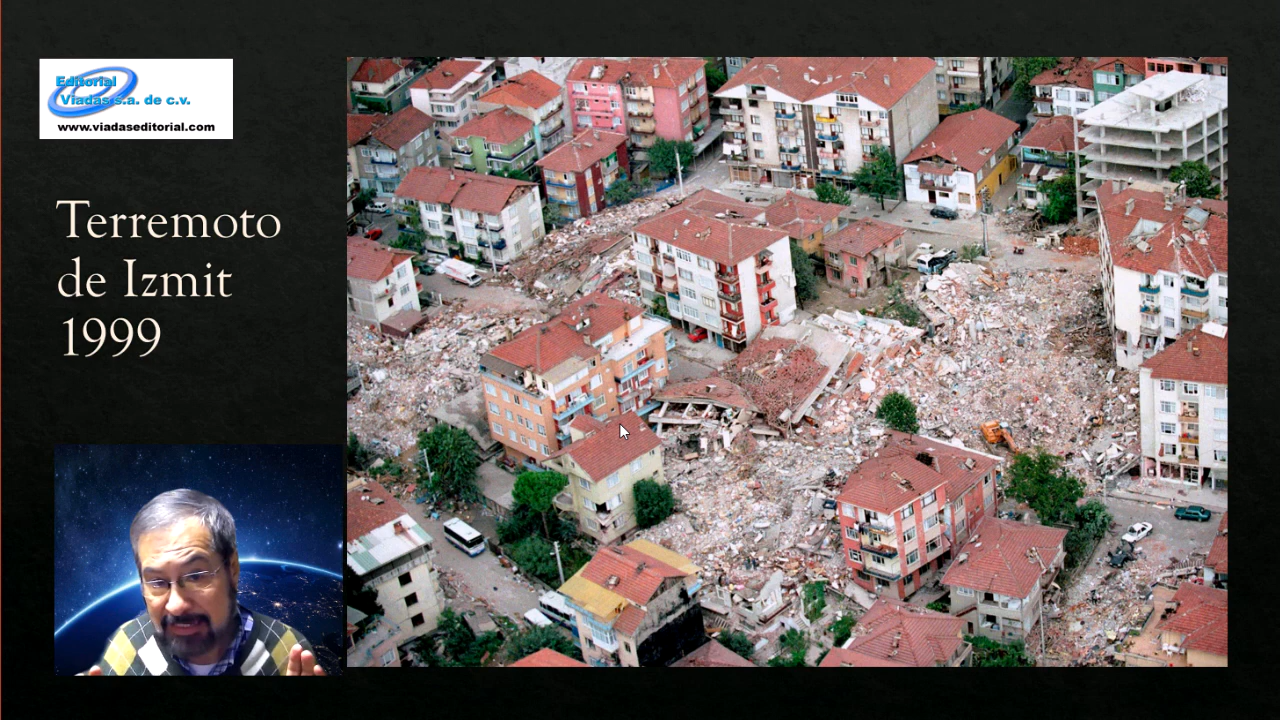 Editorial
Viadas s.a. de c.v.
www.viadaseditorial.com
Terremoto
de Izmit
1999